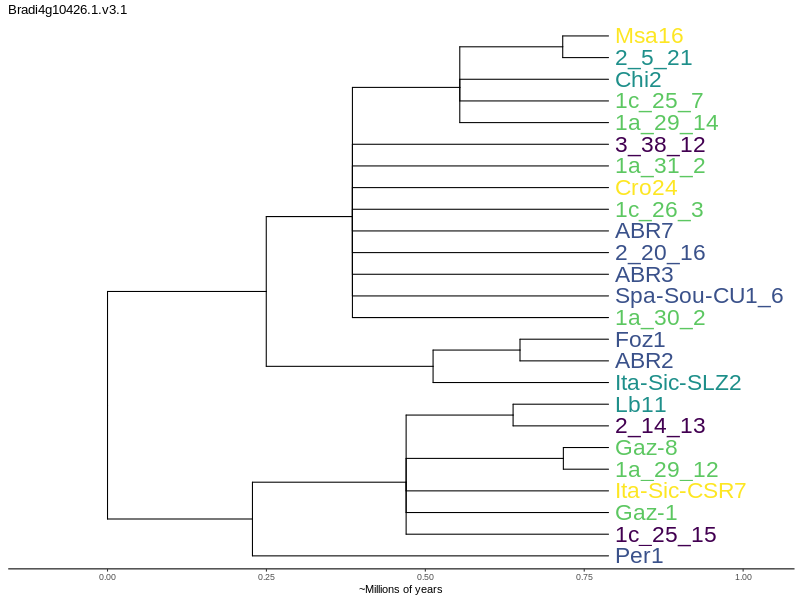 Bradi4g10426.1.v3.1
Msa16
2_5_21
Chi2
1c_25_7
1a_29_14
3_38_12
1a_31_2
Cro24
1c_26_3
ABR7
2_20_16
ABR3
Spa-Sou-CU1_6
1a_30_2
Foz1
ABR2
Ita-Sic-SLZ2
Lb11
2_14_13
Gaz-8
1a_29_12
Ita-Sic-CSR7
Gaz-1
1c_25_15
Per1
0.00 0.25 0.50 0.75 1.00
~Millions of years